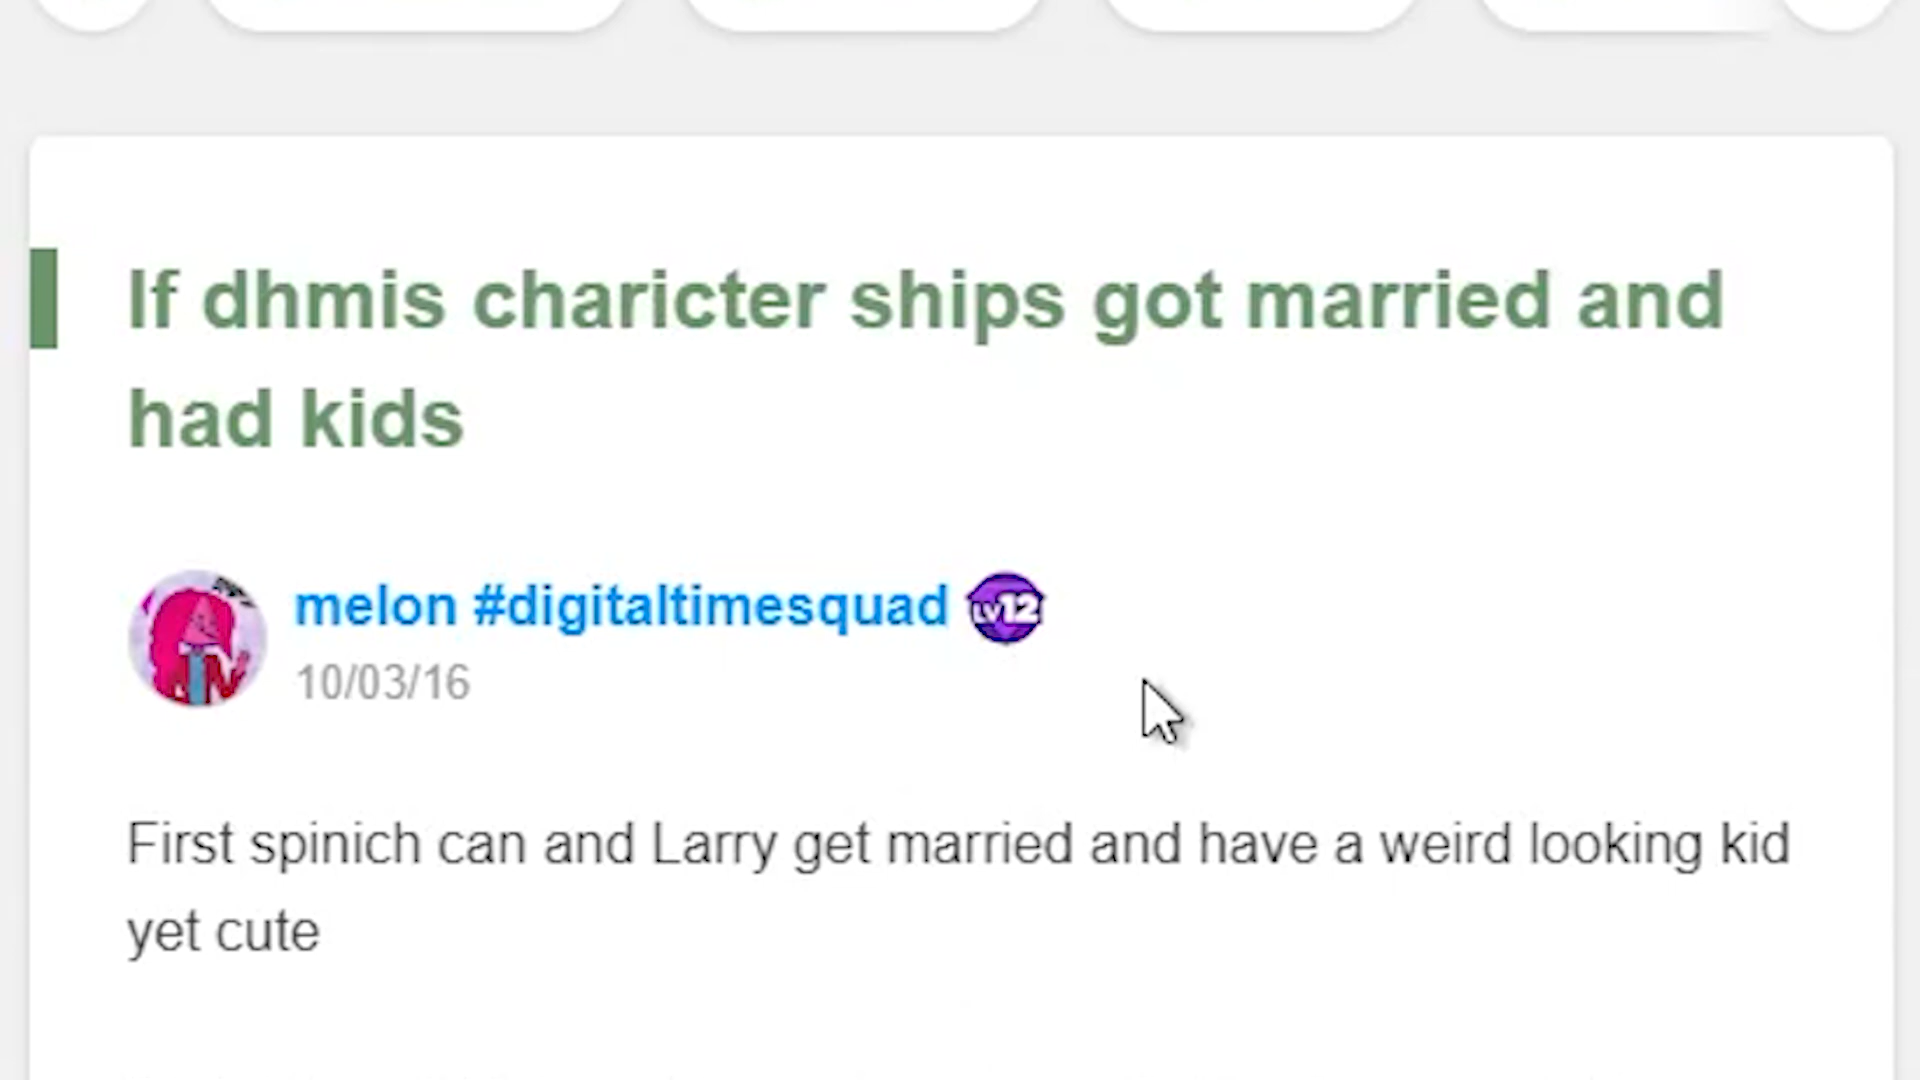 If dhmis charicter ships got married and
had kids
melon #digitaltimesquad LV12
10/03/16
First spinich can and Larry get married and have a weird looking kid
yet cute